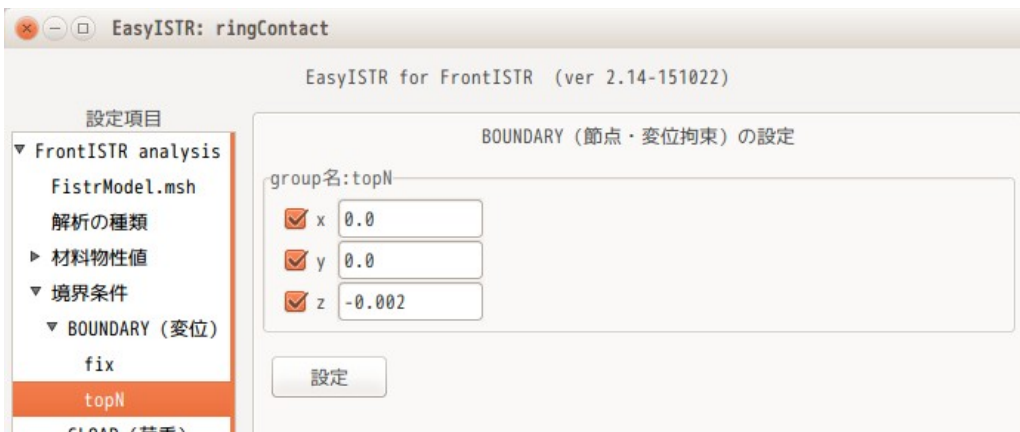 EasyISTR: ringContact
EasyISTR for FrontISTR (ver 2.14-151022)
設定項目
FrontISTR analysis
FistrModel.msh
解析の種類
材料物性値
境界条件
BOUNDARY (変位)
fix
topN
CLOAD (荷重)
BOUNDARY (節点・変位拘束) の設定
group名:topN
x 0.0
y 0.0
z -0.002
設定